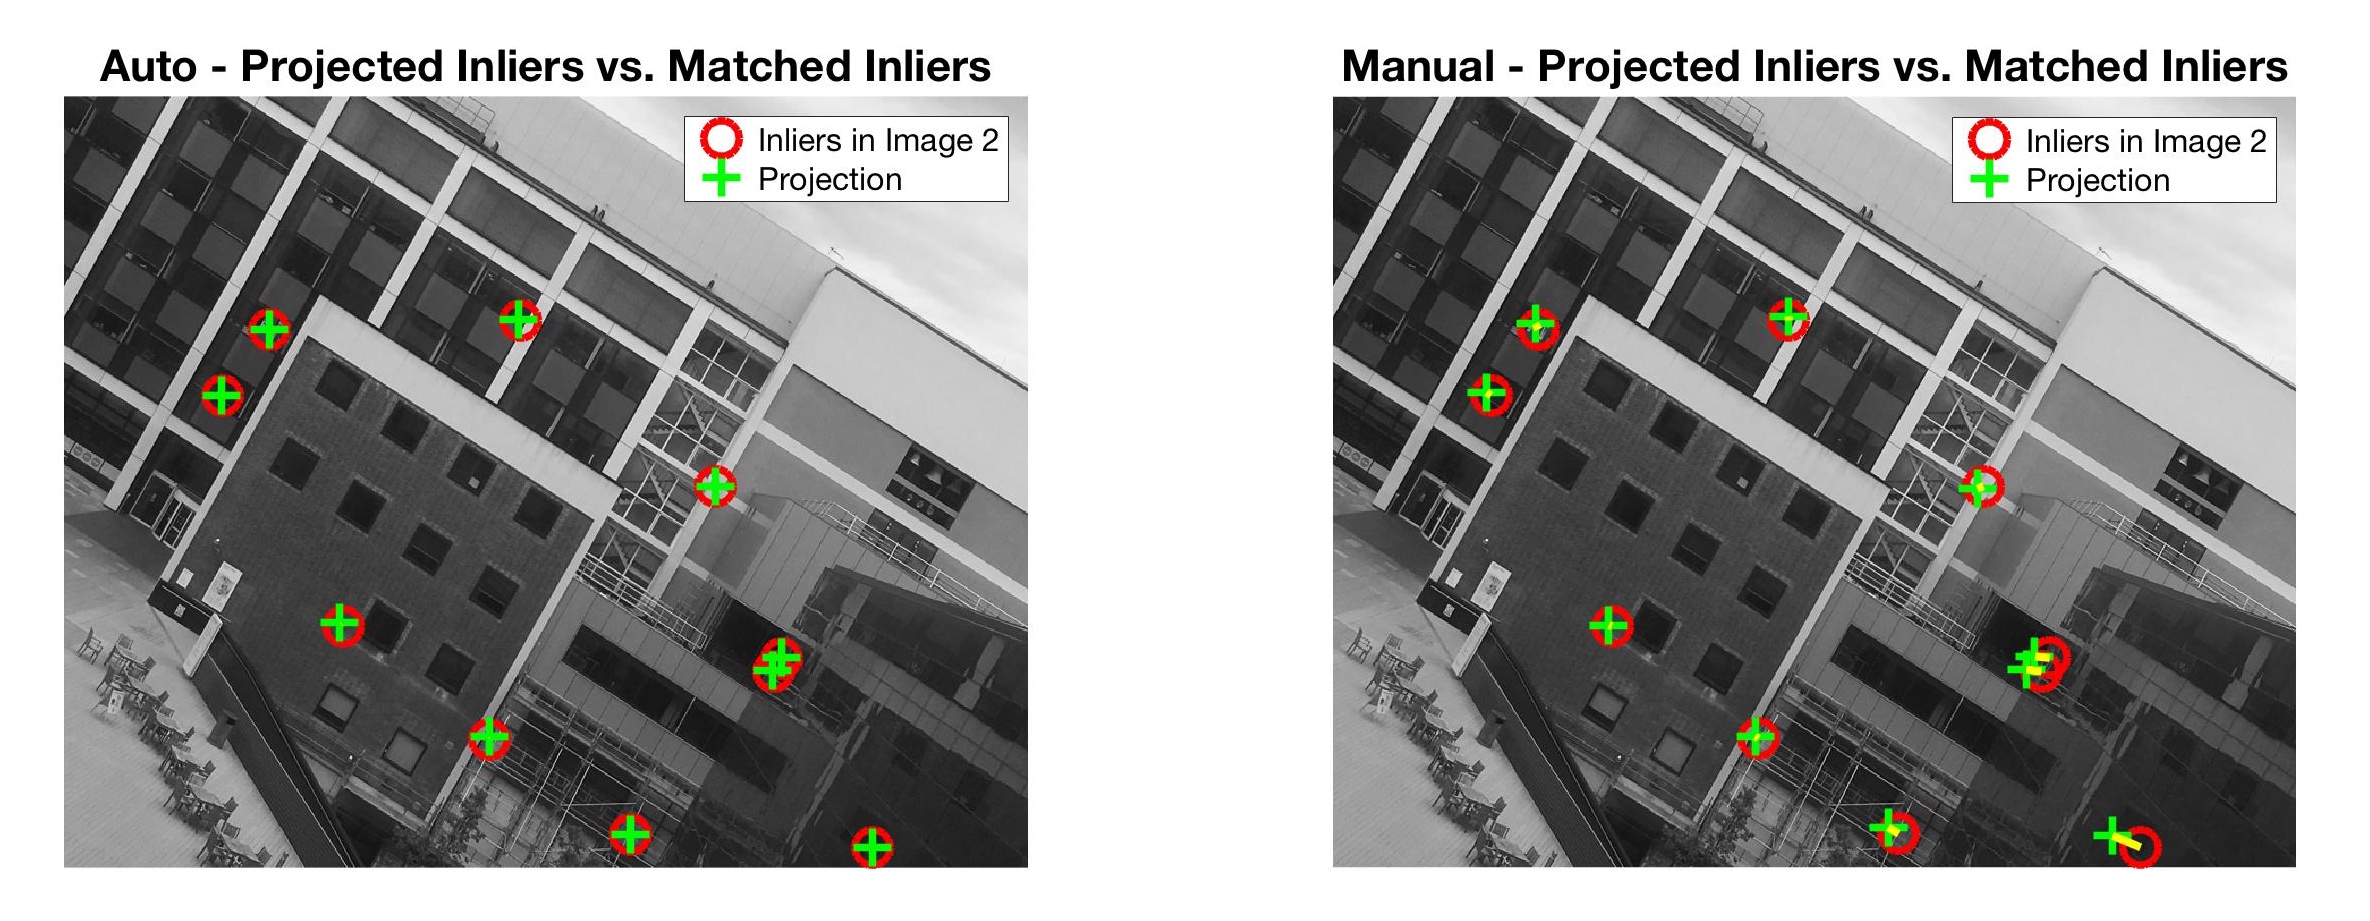 Auto - Projected Inliers vs. Matched Inliers
Inliers in Image 2
Projection
Manual - Projected Inliers vs. Matched Inliers
Inliers in Image 2
Projection